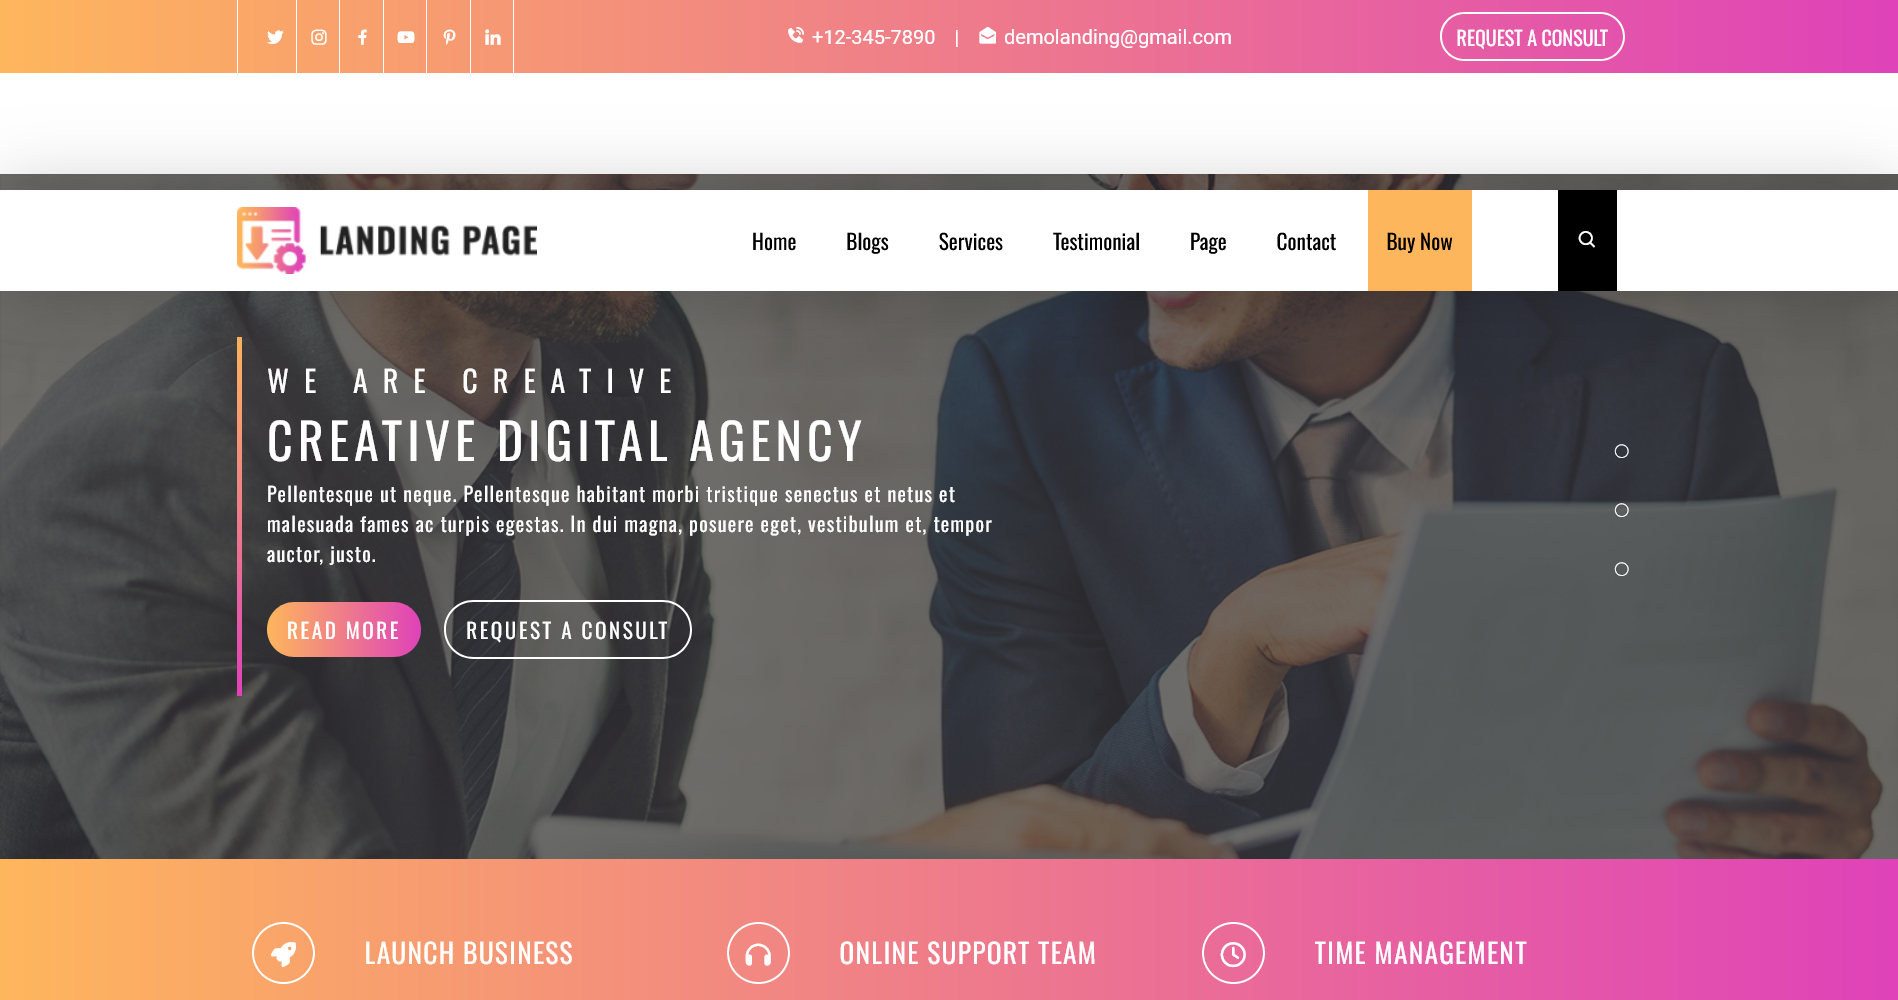 +12-345-7890 | demolanding@gmail.com
REQUEST A CONSULT
LANDING PAGE
Home Blogs Services Testimonial Page Contact Buy Now
WE ARE CREATIVE
CREATIVE DIGITAL AGENCY
Pellentesque ut neque. Pellentesque habitant morbi tristique senectus et netus et
malesuada fames ac turpis egestas. In dui magna, posuere eget, vestibulum et, tempor
auctor, justo.
READ MORE REQUEST A CONSULT
LAUNCH BUSINESS ONLINE SUPPORT TEAM TIME MANAGEMENT